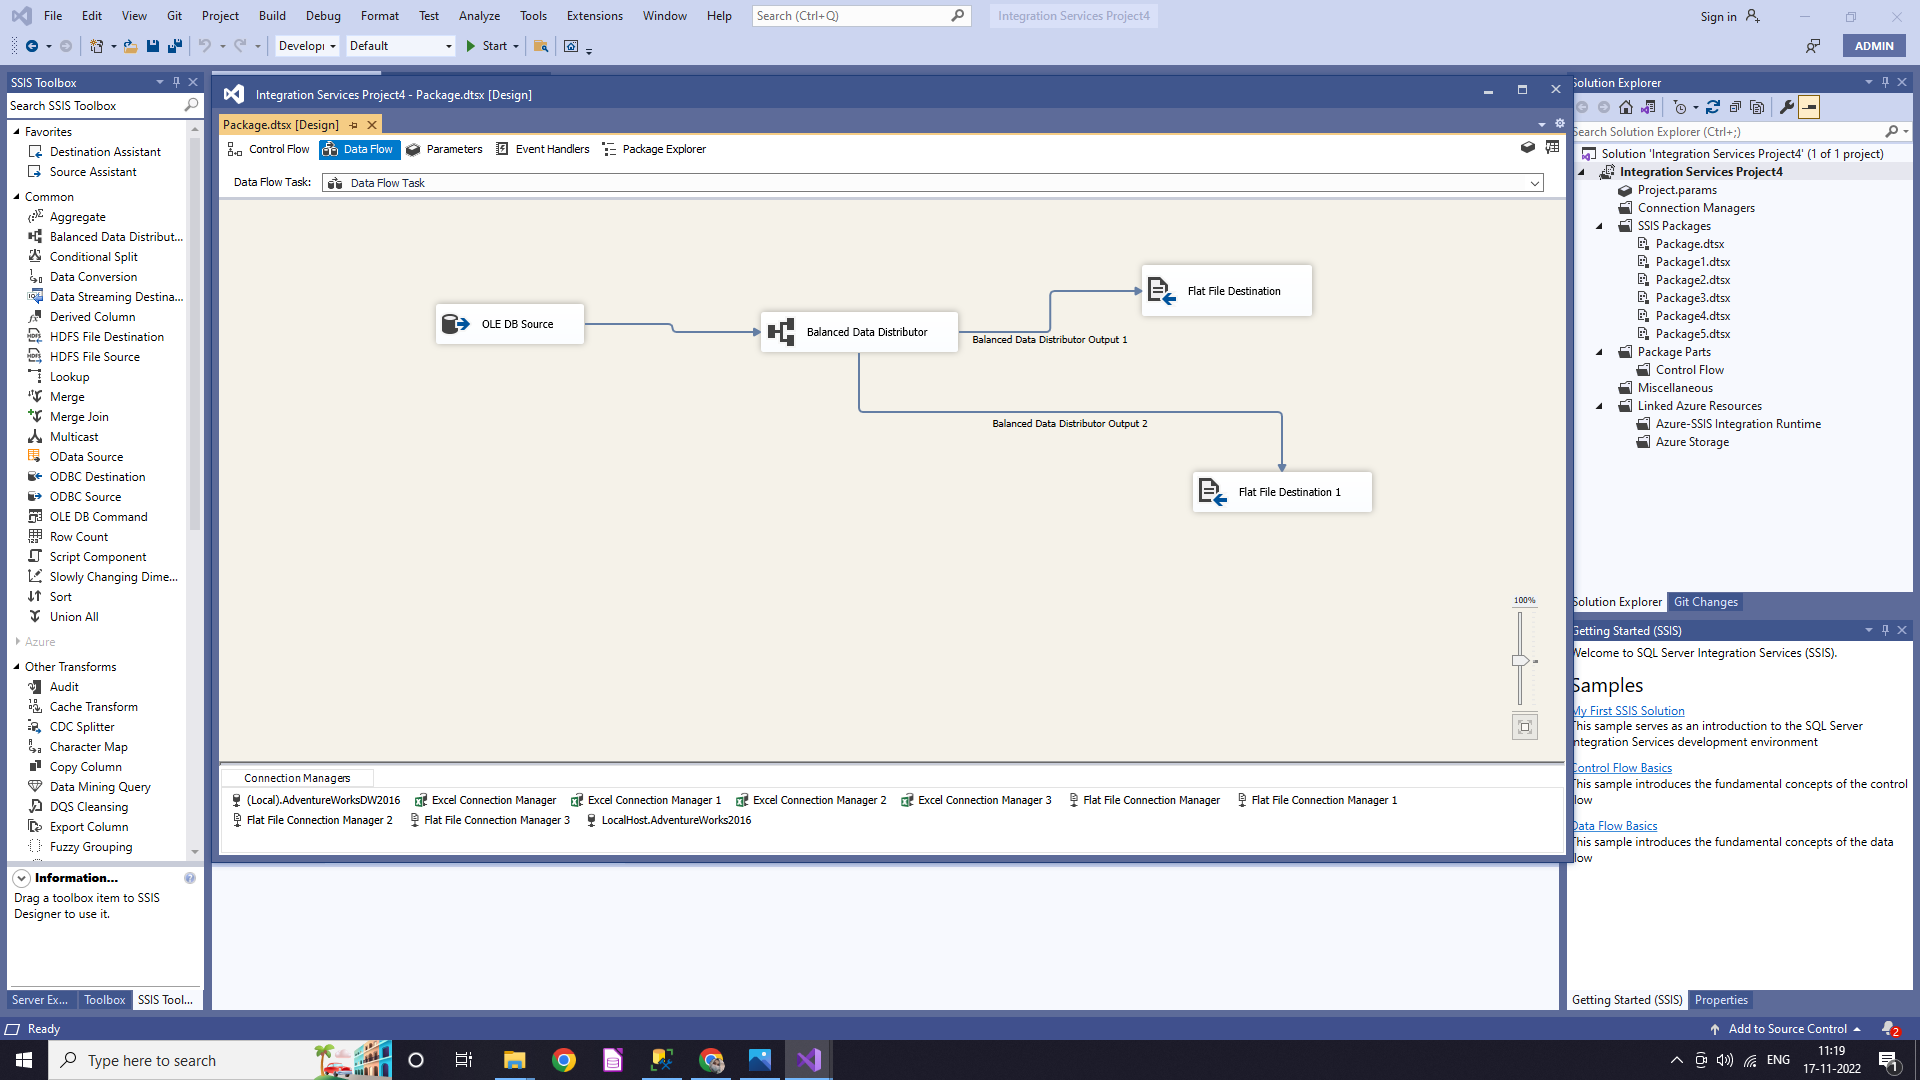 File Edit View Git Project Build Debug Format Test Analyze Tools Extensions Window Help Search (Ctrl+Q) Integration Services Project4 Sign in
Developi Default Start ADMIN
SSIS Toolbox
Search SSIS Toolbox
Favorites
Destination Assistant
Source Assistant
Common
Aggregate
Balanced Data Distribut...
Conditional Split
Data Conversion
Data Streaming Destina...
Derived Column
HDFS File Destination
HDFS File Source
Lookup
Merge
Merge Join
Multicast
OData Source
ODBC Destination
ODBC Source
OLE DB Command
Row Count
Script Component
Slowly Changing Dime...
Sort
Union All
Azure
Other Transforms
Audit
Cache Transform
CDC Splitter
Character Map
Copy Column
Data Mining Query
DQS Cleansing
Export Column
Fuzzy Grouping
Information...
Drag a toolbox item to SSIS
Designer to use it.
Server Ex... Toolbox SSIS Tool...
Integration Services Project4 - Package.dtsx [Design]
Package.dtsx [Design]
Control Flow Data Flow Parameters Event Handlers Package Explorer
Data Flow Task: Data Flow Task
Flat File Destination
OLE DB Source
Balanced Data Distributor
Balanced Data Distributor Output 1
Balanced Data Distributor Output 2
Flat File Destination 1
100%
Connection Managers
(Local).AdventureWorksDW2016 Excel Connection Manager Excel Connection Manager 1 Excel Connection Manager 2 Excel Connection Manager 3 Flat File Connection Manager Flat File Connection Manager 1
Flat File Connection Manager 2 Flat File Connection Manager 3 LocalHost.AdventureWorks2016
Solution Explorer
Search Solution Explorer (Ctrl+;)
Solution 'Integration Services Project4' (1 of 1 project)
Integration Services Project4
Project.params
Connection Managers
SSIS Packages
Package.dtsx
Package1.dtsx
Package2.dtsx
Package3.dtsx
Package4.dtsx
Package5.dtsx
Package Parts
Control Flow
Miscellaneous
Linked Azure Resources
Azure-SSIS Integration Runtime
Azure Storage
Solution Explorer Git Changes
Getting Started (SSIS)
Welcome to SQL Server Integration Services (SSIS).
Samples
My First SSIS Solution
This sample serves as an introduction to the SQL Server
Integration Services development environment
Control Flow Basics
This sample introduces the fundamental concepts of the control
flow
Data Flow Basics
This sample introduces the fundamental concepts of the data
flow
Getting Started (SSIS) Properties
Ready Add to Source Control 2
Type here to search ENG 11:19
17-11-2022 1